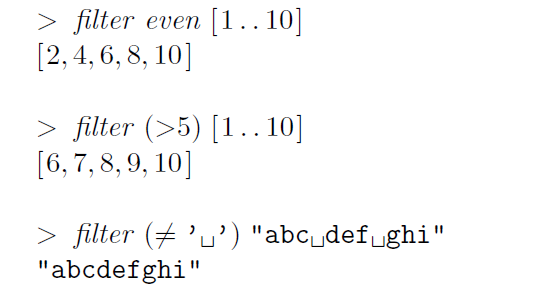 > filter even [1 . . 10]
[2, 4, 6, 8, 10]
> filter (>5) [1 . . 10]
[6, 7, 8, 9, 10]
> filter (≠ '␣') "abc␣def␣ghi"
"abcdefghi"